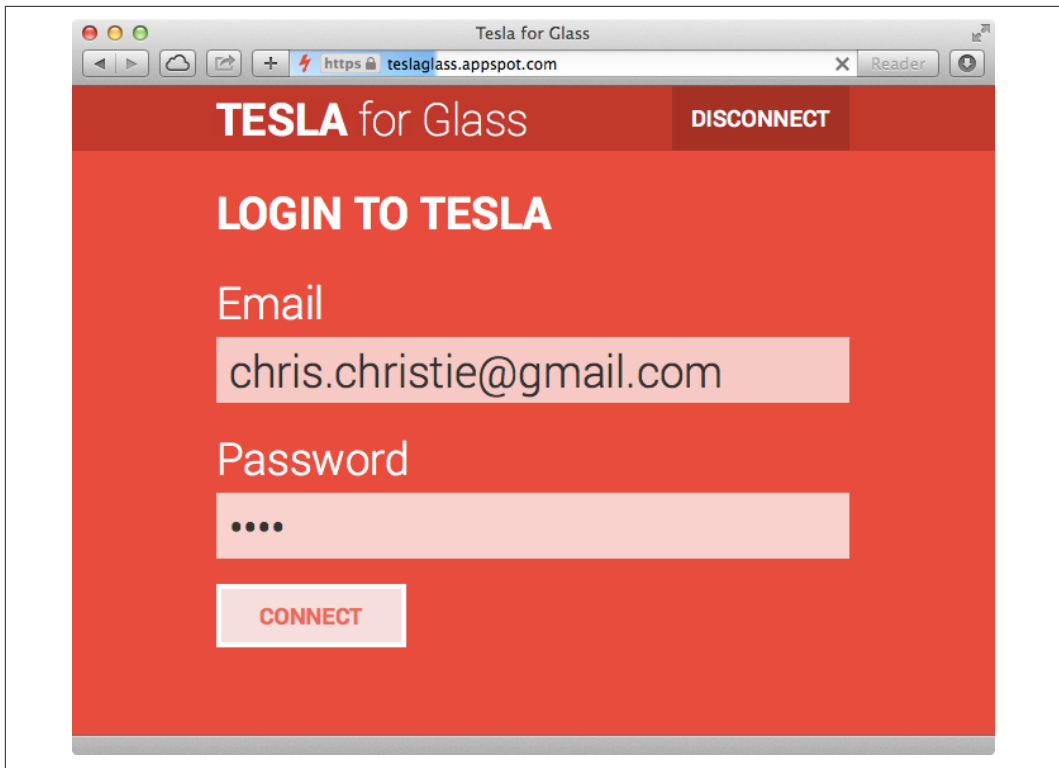 Tesla for Glass
https teslaglass.appspot.com Reader
TESLA for Glass DISCONNECT
LOGIN TO TESLA
Email
chris.christie@gmail.com
Password
••••
CONNECT